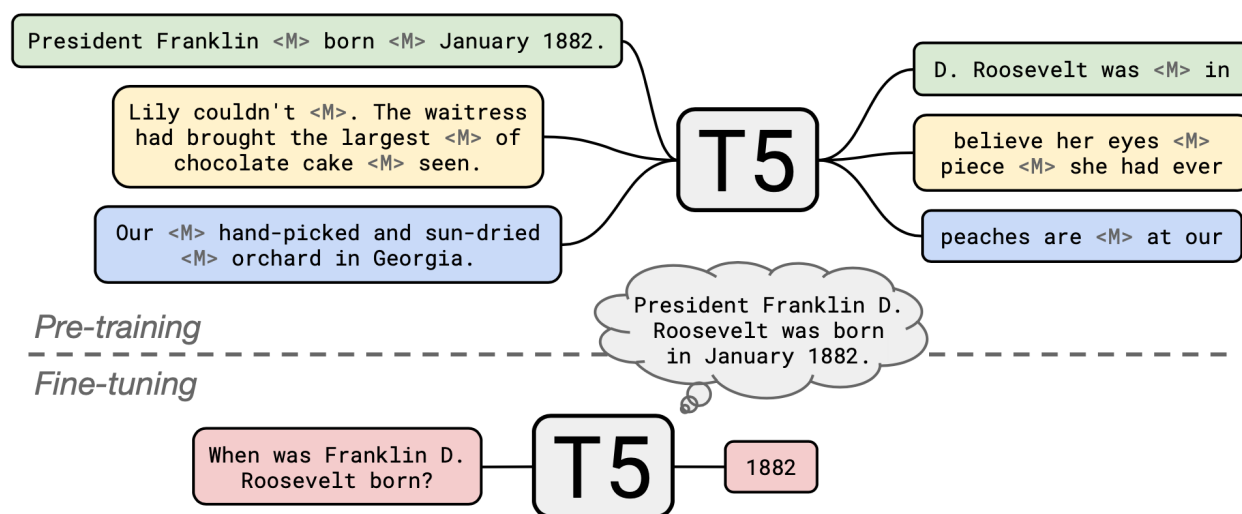 President Franklin <M> born <M> January 1882.
Lily couldn't <M>. The waitress
had brought the largest <M> of
chocolate cake <M> seen.
Our <M> hand-picked and sun-dried
<M> orchard in Georgia.
T5
D. Roosevelt was <M> in
believe her eyes <M>
piece <M> she had ever
peaches are <M> at our
Pre-training
President Franklin D.
Roosevelt was born
in January 1882.
Fine-tuning
When was Franklin D.
Roosevelt born?
T5
1882